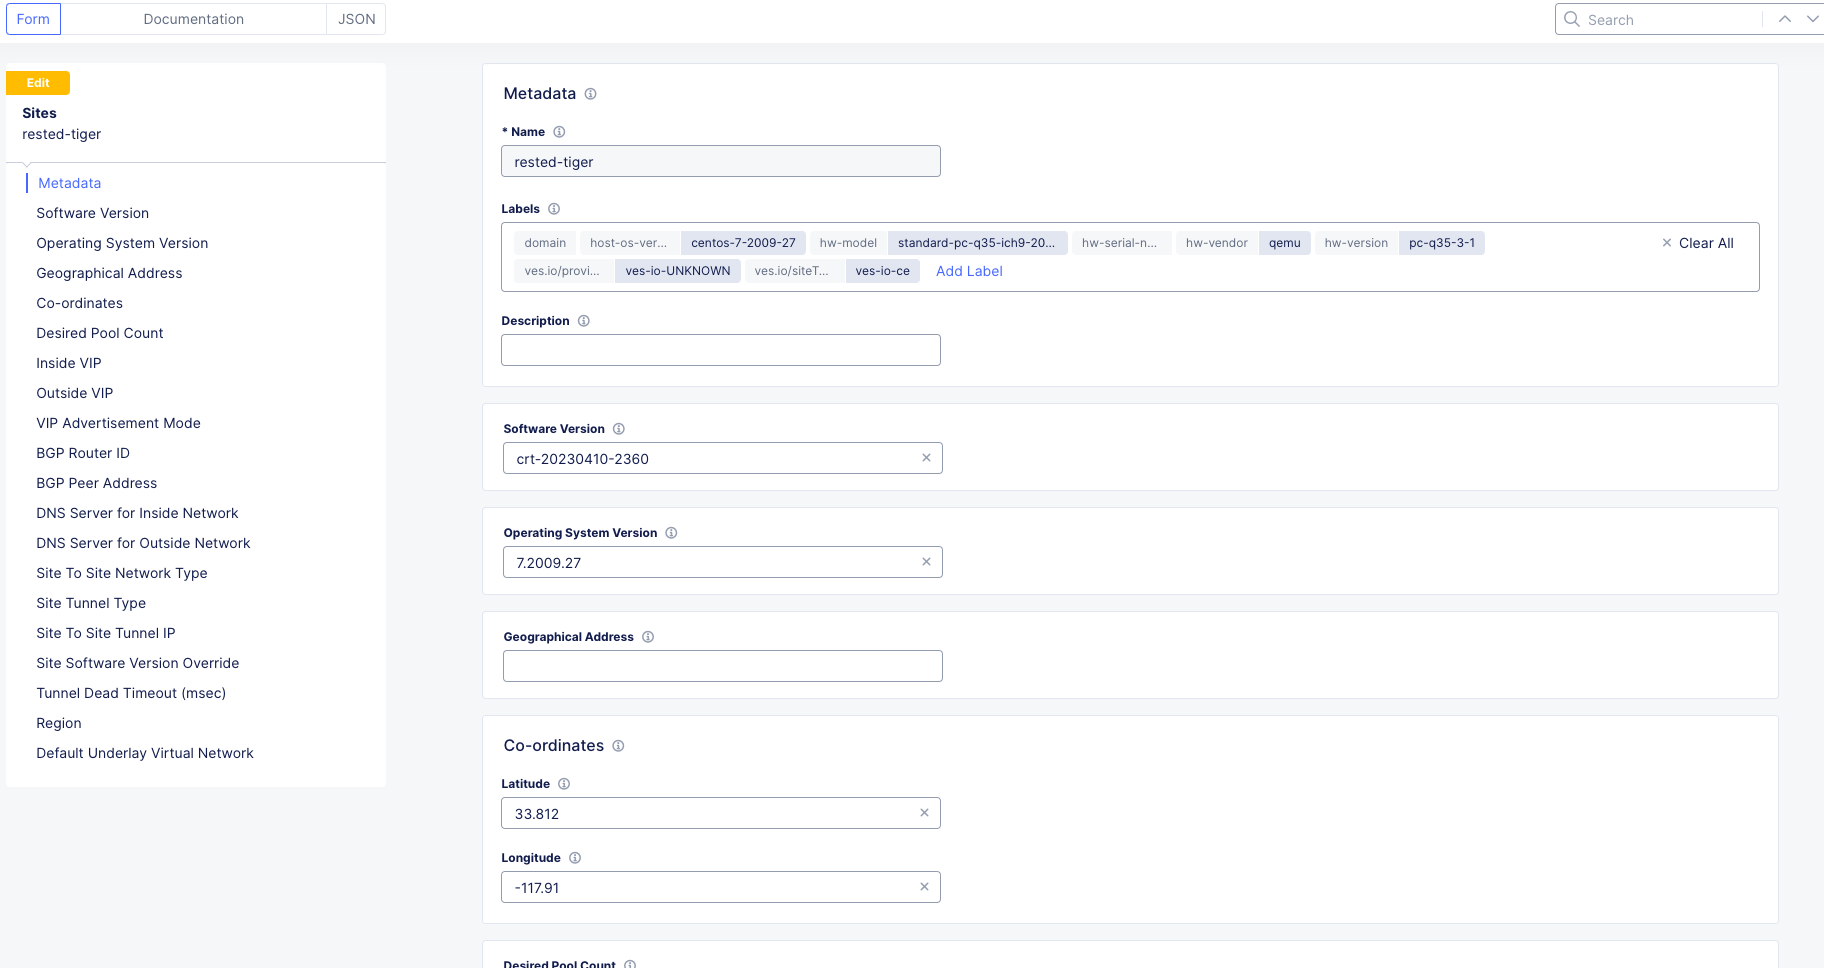 Form Documentation JSON
Search
Edit
Sites
rested-tiger
Metadata
Software Version
Operating System Version
Geographical Address
Co-ordinates
Desired Pool Count
Inside VIP
Outside VIP
VIP Advertisement Mode
BGP Router ID
BGP Peer Address
DNS Server for Inside Network
DNS Server for Outside Network
Site To Site Network Type
Site Tunnel Type
Site To Site Tunnel IP
Site Software Version Override
Tunnel Dead Timeout (msec)
Region
Default Underlay Virtual Network
Metadata
* Name
rested-tiger
Labels
domain host-os-ver... centos-7-2009-27 hw-model standard-pc-q35-ich9-20... hw-serial-n... hw-vendor qemu hw-version pc-q35-3-1 × Clear All
ves.io/provi... ves-io-UNKNOWN ves.io/siteT... ves-io-ce Add Label
Description
Software Version
crt-20230410-2360
Operating System Version
7.2009.27
Geographical Address
Co-ordinates
Latitude
33.812
Longitude
-117.91
Desired Pool Count